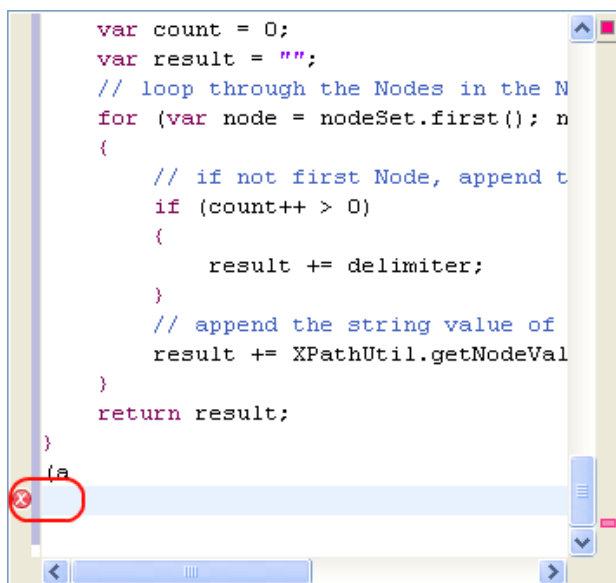 var count = 0;
var result = "";
// loop through the Nodes in the N
for (var node = nodeSet.first(); n
{
// if not first Node, append t
if (count++ > 0)
{
result += delimiter;
}
// append the string value of
result += XPathUtil.getNodeVal
}
return result;
}
(a